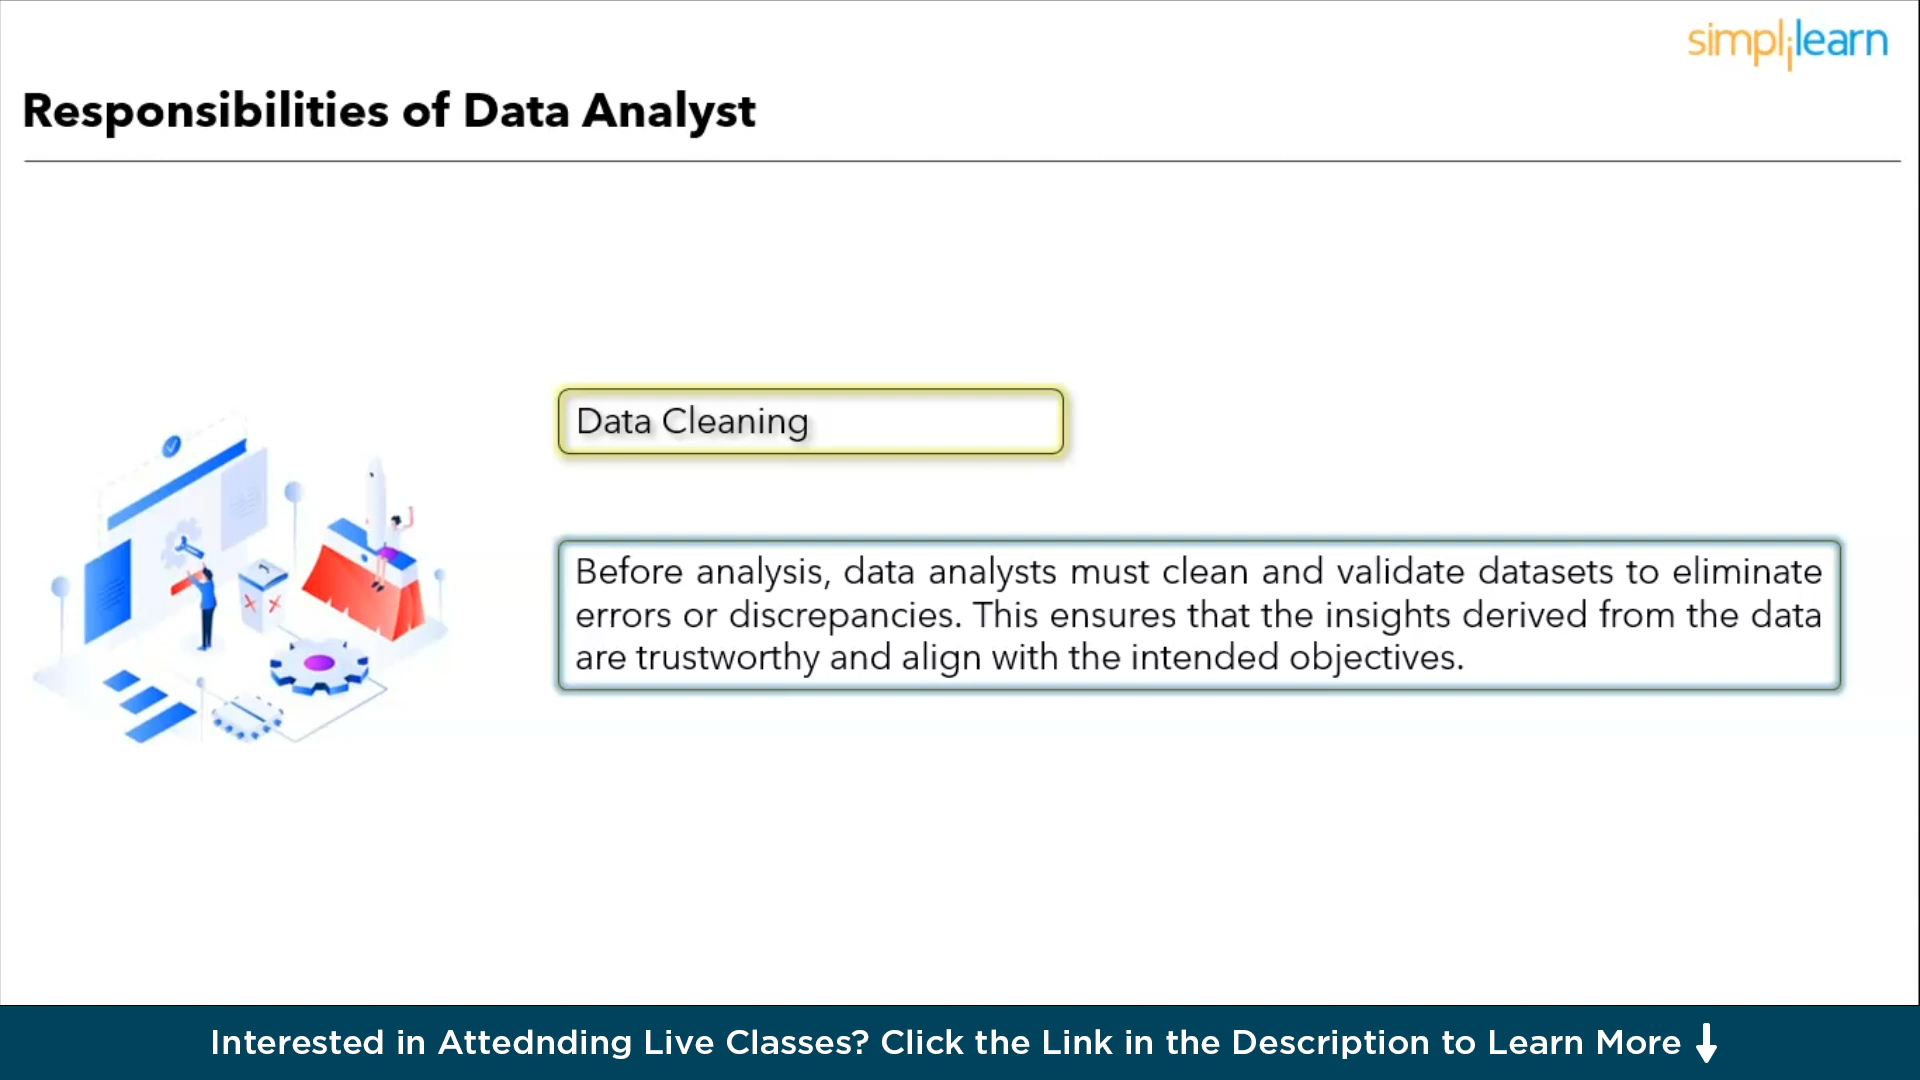 simplilearn
Responsibilities of Data Analyst
Data Cleaning
Before analysis, data analysts must clean and validate datasets to eliminate
errors or discrepancies. This ensures that the insights derived from the data
are trustworthy and align with the intended objectives.
Interested in Attednding Live Classes? Click the Link in the Description to Learn More